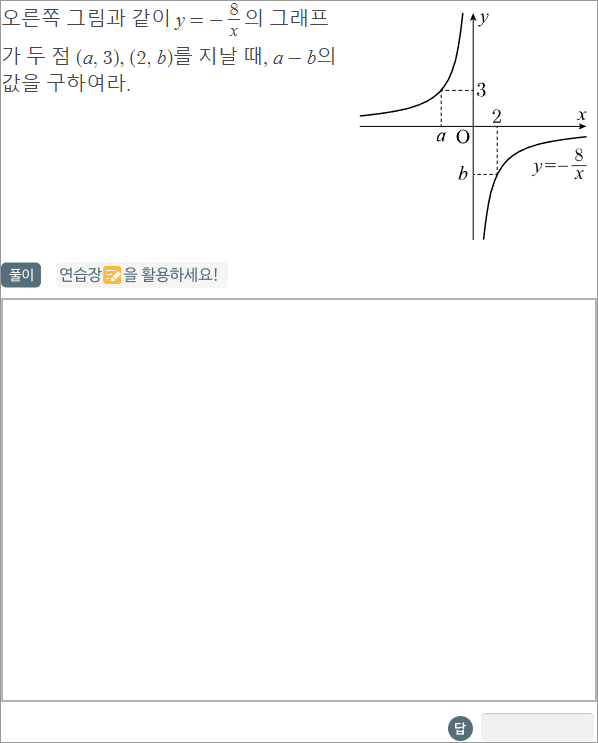 오른쪽 그림과 같이 y = − 8/x 의 그래프
가 두 점 (a, 3), (2, b)를 지날 때, a − b의
값을 구하여라.
y
3
2
x
a
O
b
y=−8/x
풀이
연습장을 활용하세요!
답